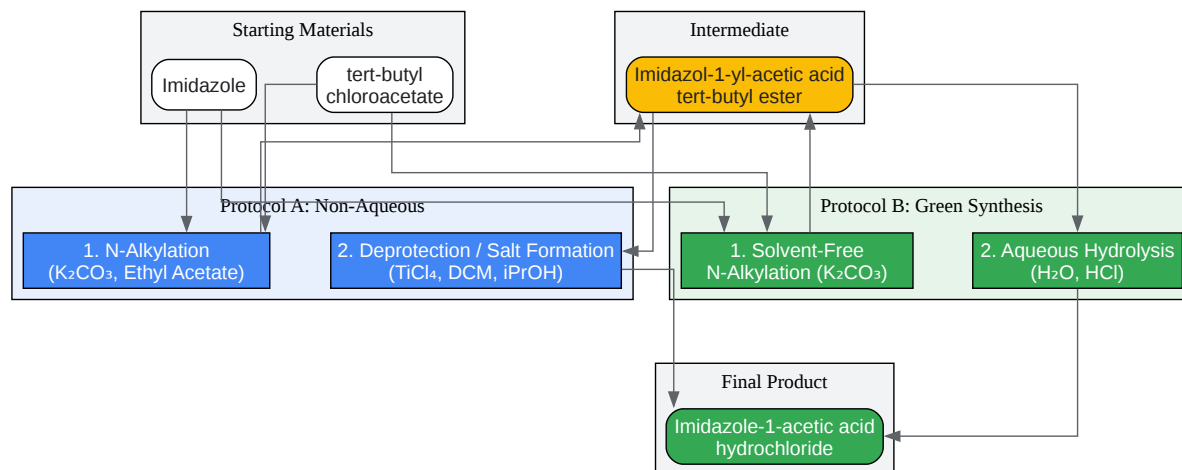 Starting Materials
Imidazole
tert-butyl
chloroacetate
Intermediate
Imidazol-1-yl-acetic acid
tert-butyl ester
Protocol A: Non-Aqueous
1. N-Alkylation
(K₂CO₃, Ethyl Acetate)
2. Deprotection / Salt Formation
(TiCl₄, DCM, iPrOH)
Protocol B: Green Synthesis
1. Solvent-Free
N-Alkylation (K₂CO₃)
2. Aqueous Hydrolysis
(H₂O, HCl)
Final Product
Imidazole-1-acetic acid
hydrochloride